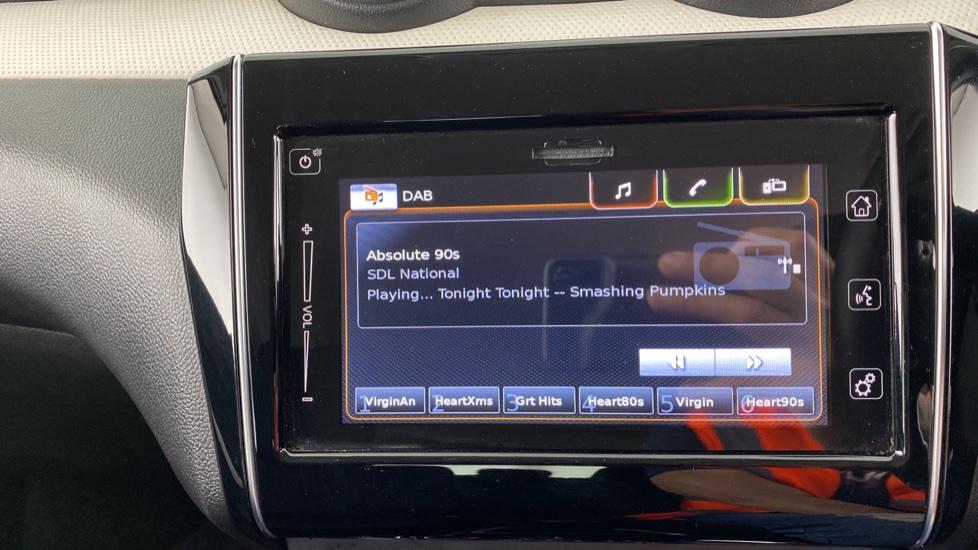 DAB
Absolute 90s
SDL National
Playing... Tonight Tonight -- Smashing Pumpkins
VOL
1 VirginAn
2 HeartXms
3 Grt Hits
4 Heart80s
5 Virgin
6 Heart90s